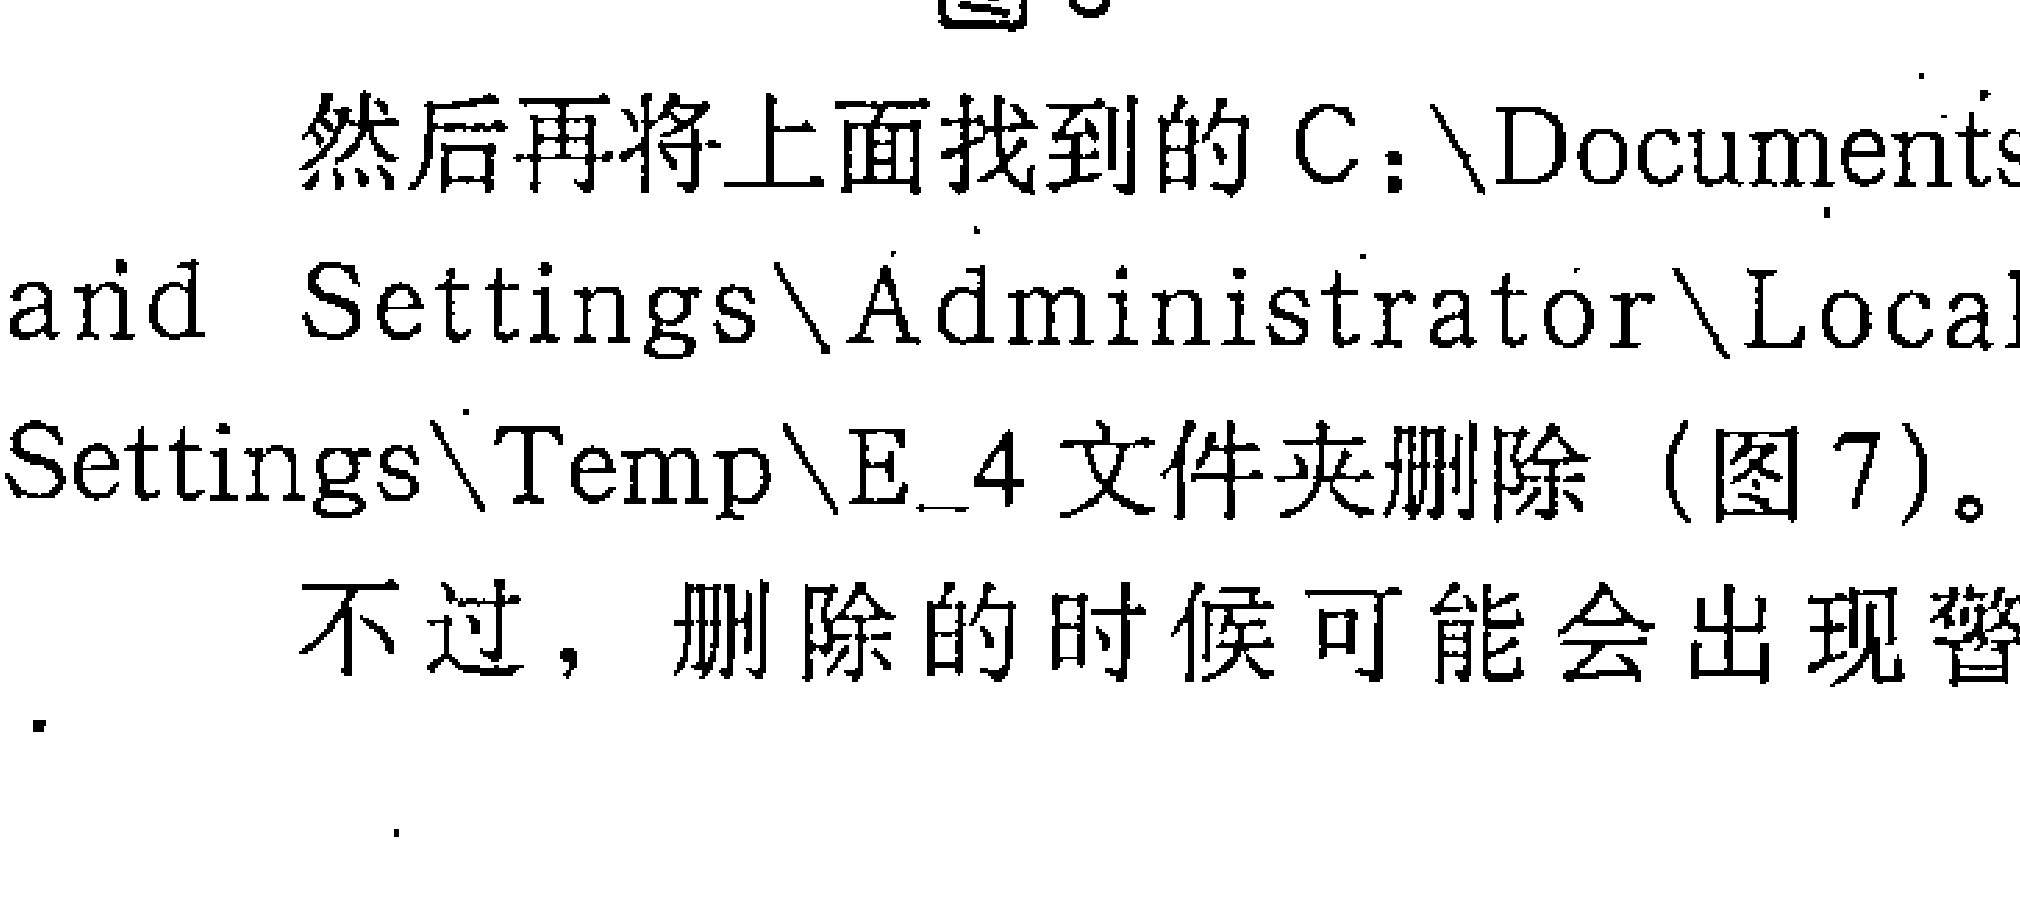 然后再将上面找到的 C：\Documents
and Settings\Administrator\Local
Settings\Temp\E_4 文件夹删除（图 7）。
不过，删除的时候可能会出现警